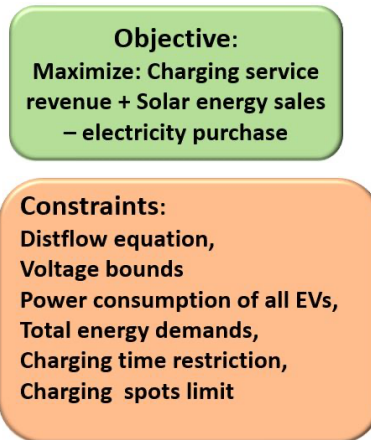 Objective:
Maximize: Charging service
revenue + Solar energy sales
– electricity purchase
Constraints:
Distflow equation,
Voltage bounds
Power consumption of all EVs,
Total energy demands,
Charging time restriction,
Charging spots limit